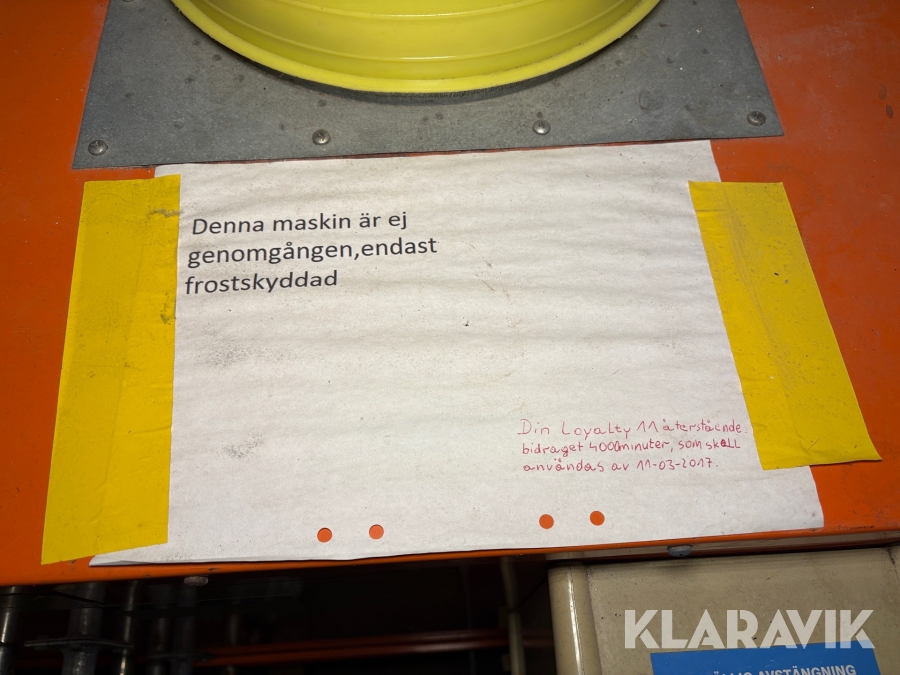 Denna maskin är ej
genomgången,endast
frostskyddad
Din Loyalty 11 återstående
bidraget 4000minuter, som skall
användas av 11-03-2017.
KLARAVIK
AVSTÄNGNING